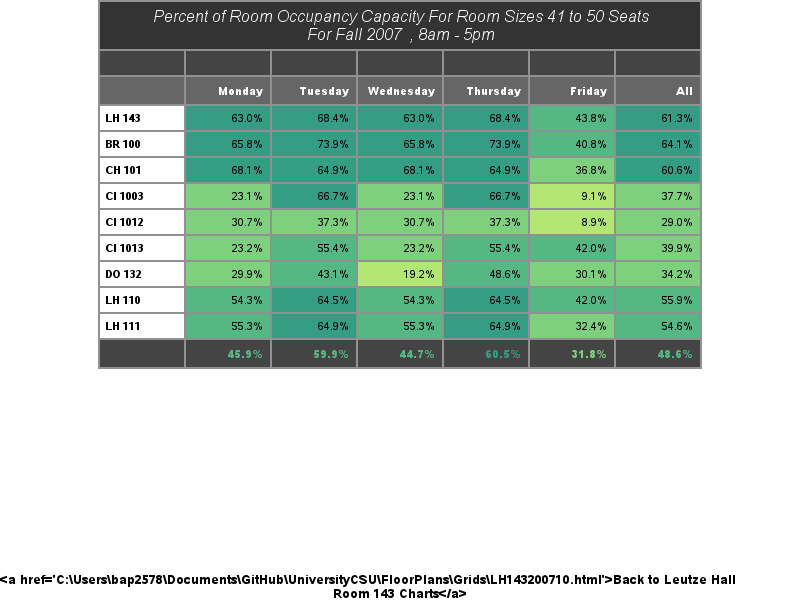 Percent of Room Occupancy Capacity For Room Sizes 41 to 50 Seats
For Fall 2007 , 8am - 5pm
Monday Tuesday Wednesday Thursday Friday All
LH 143 63.0% 68.4% 63.0% 68.4% 43.8% 61.3%
BR 100 65.8% 73.9% 65.8% 73.9% 40.8% 64.1%
CH 101 68.1% 64.9% 68.1% 64.9% 36.8% 60.6%
CI 1003 23.1% 66.7% 23.1% 66.7% 9.1% 37.7%
CI 1012 30.7% 37.3% 30.7% 37.3% 8.9% 29.0%
CI 1013 23.2% 55.4% 23.2% 55.4% 42.0% 39.9%
DO 132 29.9% 43.1% 19.2% 48.6% 30.1% 34.2%
LH 110 54.3% 64.5% 54.3% 64.5% 42.0% 55.9%
LH 111 55.3% 64.9% 55.3% 64.9% 32.4% 54.6%
45.9% 59.9% 44.7% 60.5% 31.8% 48.6%
<a href='C:\Users\bap2578\Documents\GitHub\UniversityCSU\FloorPlans\Grids\LH143200710.html'>Back to Leutze Hall
Room 143 Charts</a>